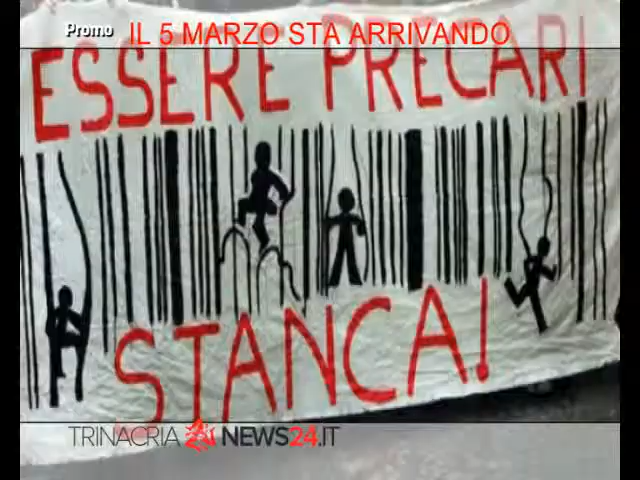 Promo IL 5 MARZO STA ARRIVANDO
ESSERE PRECARI
STANCA!
TRINACRIA NEWS24.IT